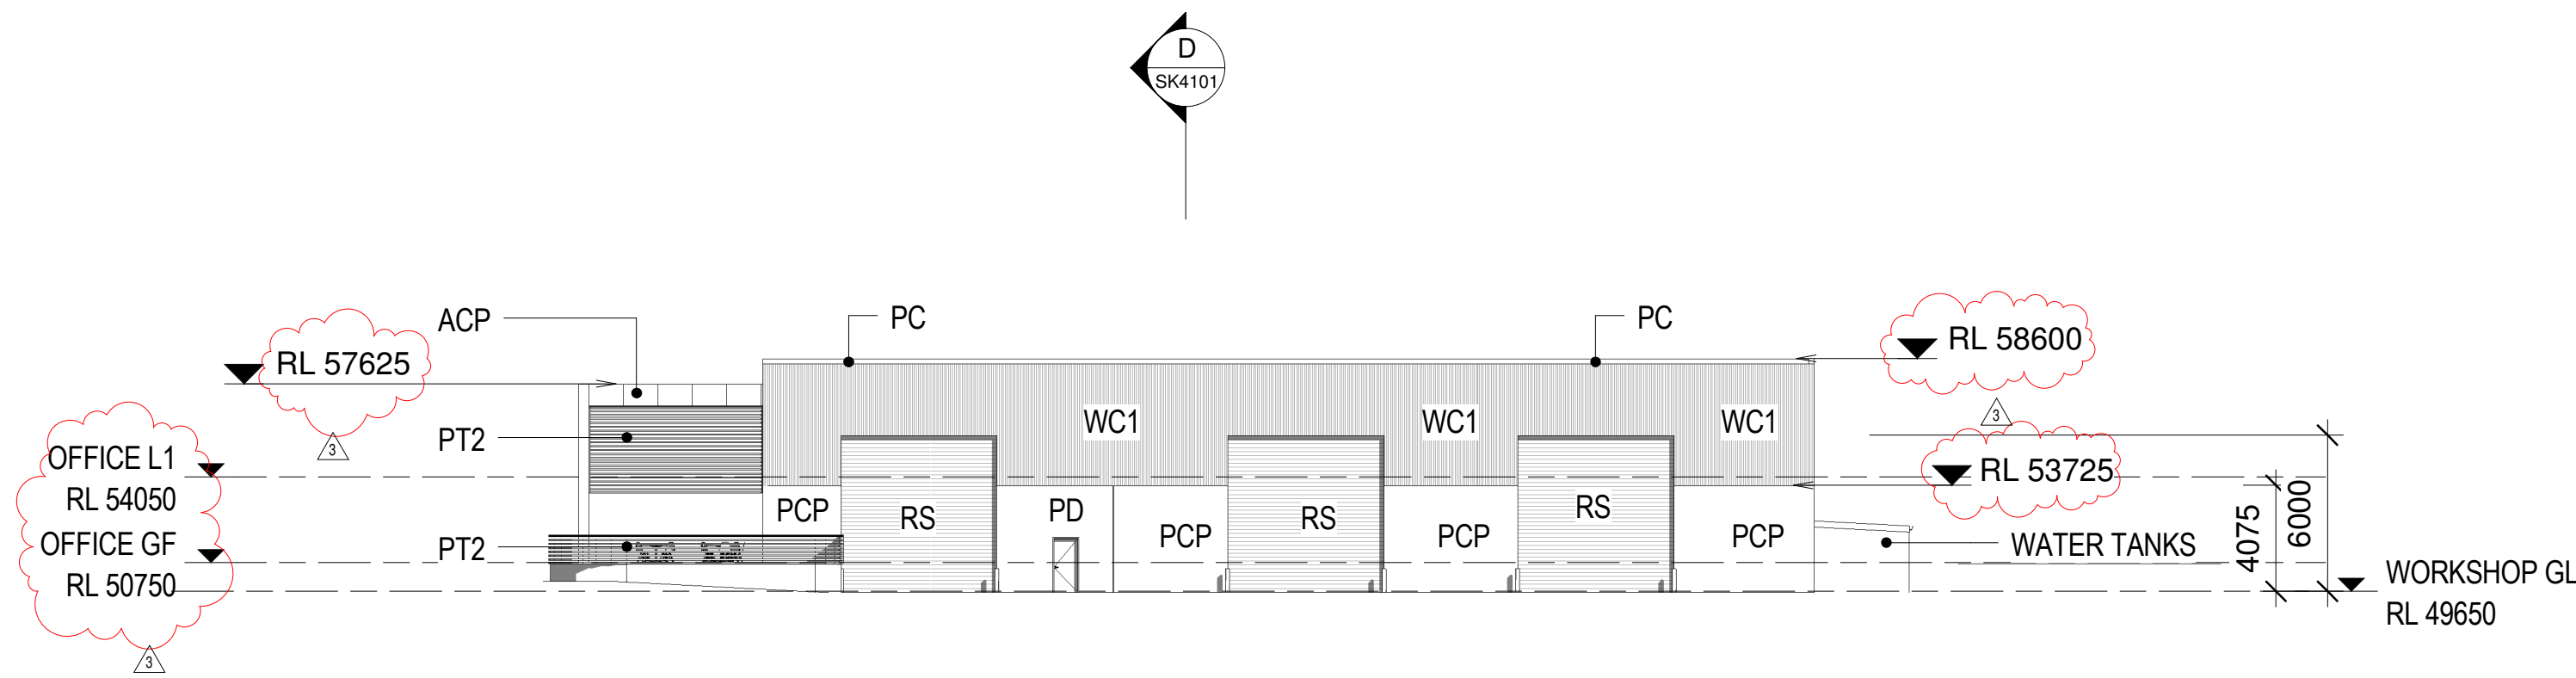 D
SK4101
ACP
PC
PC
RL 57625
RL 58600
3
3
WC1
WC1
WC1
PT2
OFFICE L1
RL 54050
RL 53725
PCP
RS
PD
RS
RS
PCP
PCP
PCP
OFFICE GF
RL 50750
PT2
WATER TANKS
4075
6000
WORKSHOP GL
RL 49650
3